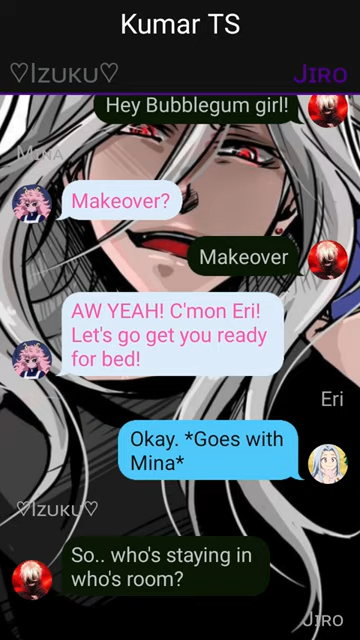 Kumar TS
♡Izuku♡
Jiro
Hey Bubblegum girl!
Mina
Makeover?
Makeover
AW YEAH! C'mon Eri!
Let's go get you ready
for bed!
Eri
Okay. *Goes with
Mina*
♡Izuku♡
So.. who's staying in
who's room?
Jiro